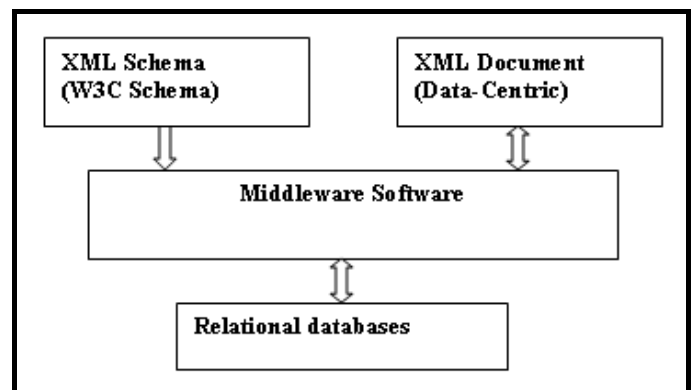 XML Schema
(W3C Schema)
XML Document
(Data-Centric)
Middleware Software
Relational databases